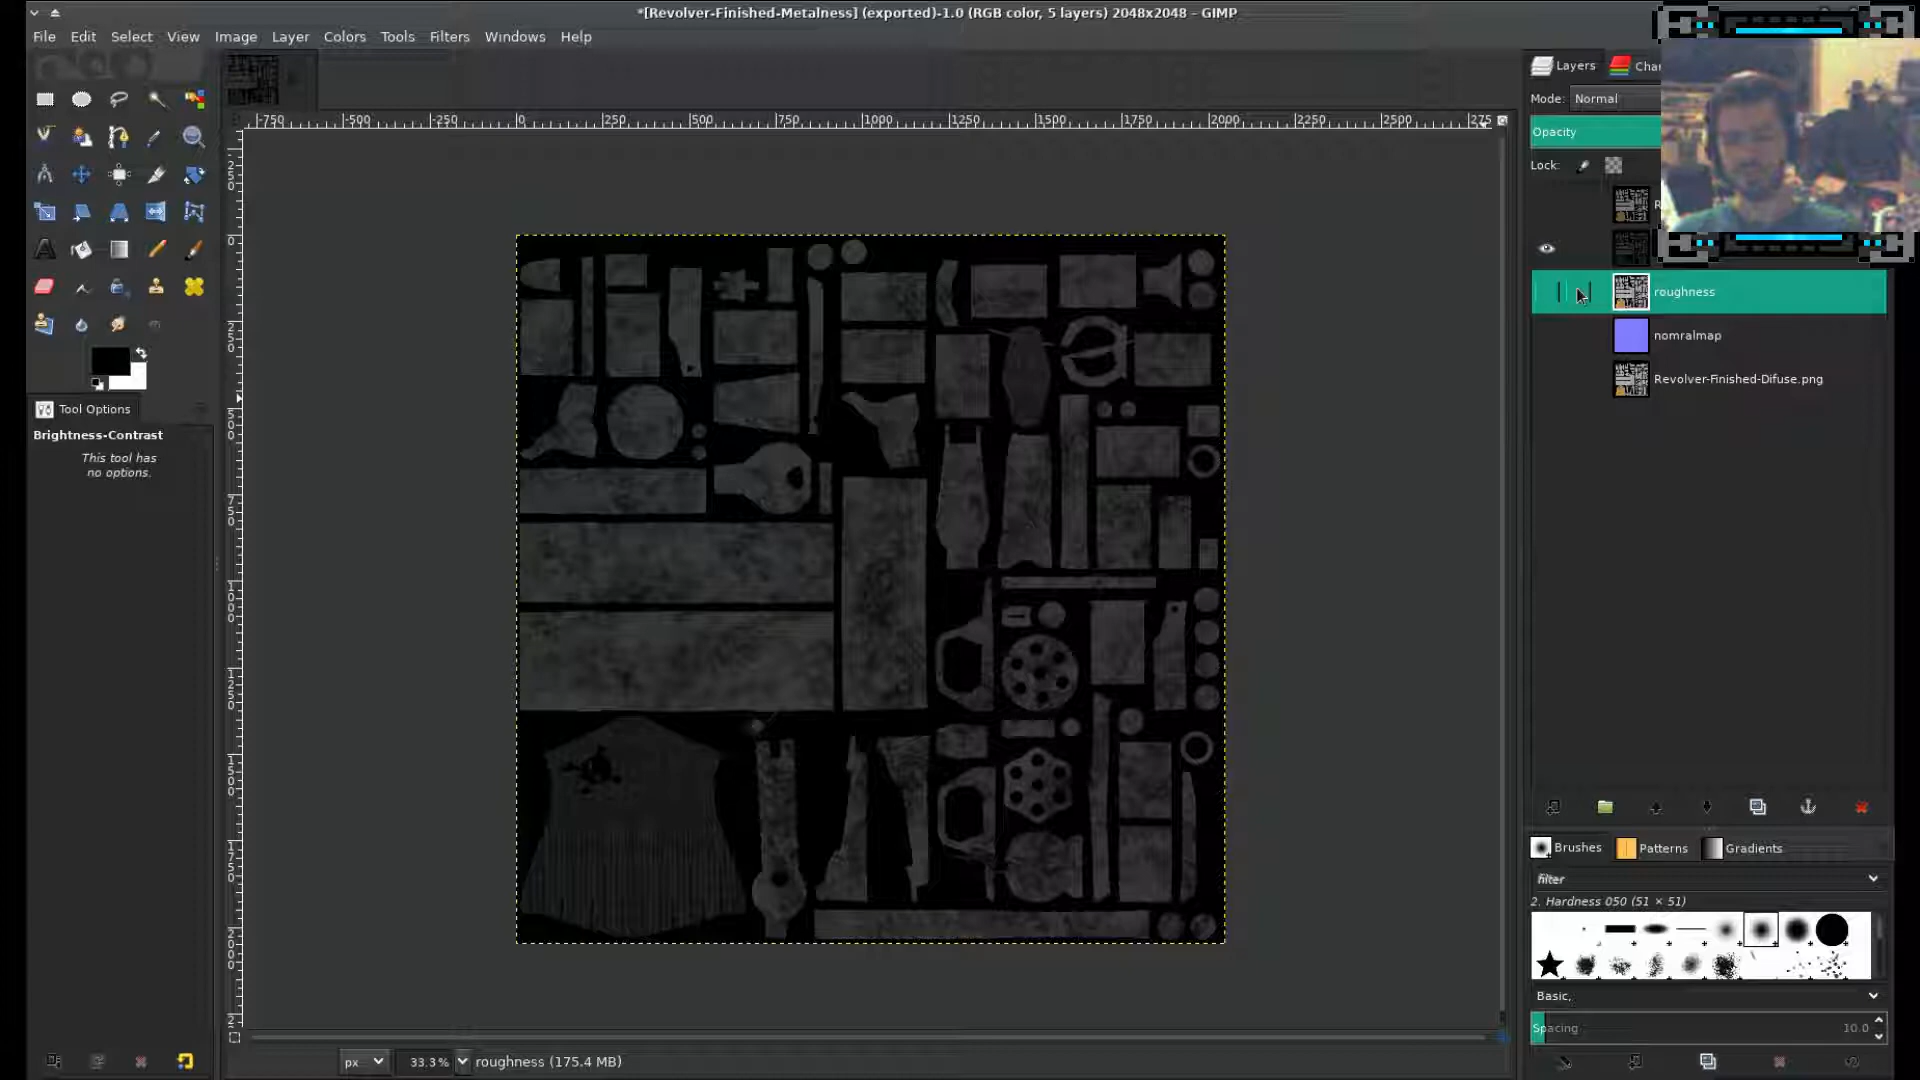 *[Revolver-Finished-Metalness] (exported)-1.0 (RGB color, 5 layers) 2048x2048 – GIMP
File Edit Select View Image Layer Colors Tools Filters Windows Help
Layers Cha
Mode: Normal
Opacity
Lock:
-750 -500 -250 0 250 500 750 1000 1250 1500 1750 2000 2250 2500 275
R
roughness
nomralmap
Revolver-Finished-Difuse.png
Tool Options
Brightness-Contrast
This tool has
no options.
Brushes Patterns Gradients
filter
2. Hardness 050 (51 × 51)
Basic,
Spacing 10.0
px 33.3 % roughness (175.4 MB)